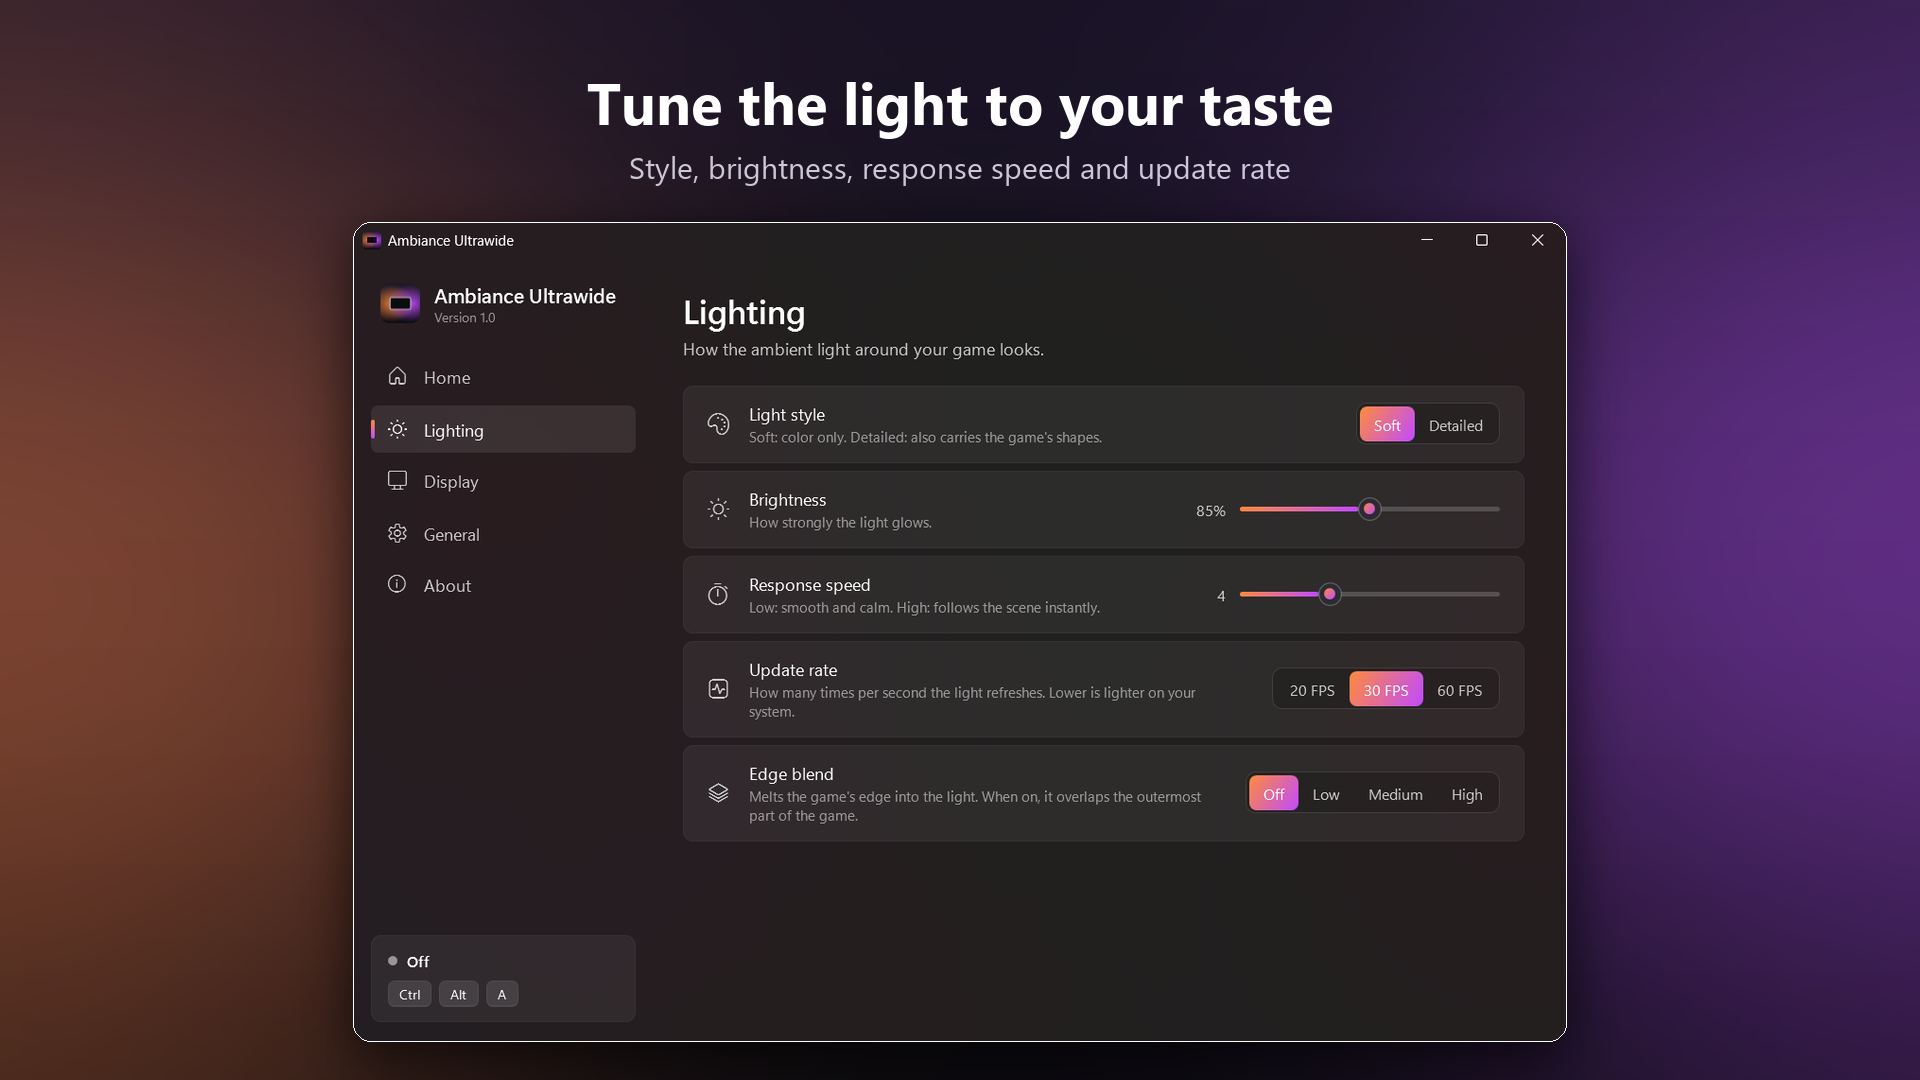 Tune the light to your taste
Style, brightness, response speed and update rate
Ambiance Ultrawide
Ambiance Ultrawide
Version 1.0
Home
Lighting
Display
General
About
Off
Ctrl Alt A
Lighting
How the ambient light around your game looks.
Light style
Soft: color only. Detailed: also carries the game's shapes.
Soft Detailed
Brightness
How strongly the light glows.
85%
Response speed
Low: smooth and calm. High: follows the scene instantly.
4
Update rate
How many times per second the light refreshes. Lower is lighter on your
system.
20 FPS 30 FPS 60 FPS
Edge blend
Melts the game's edge into the light. When on, it overlaps the outermost
part of the game.
Off Low Medium High